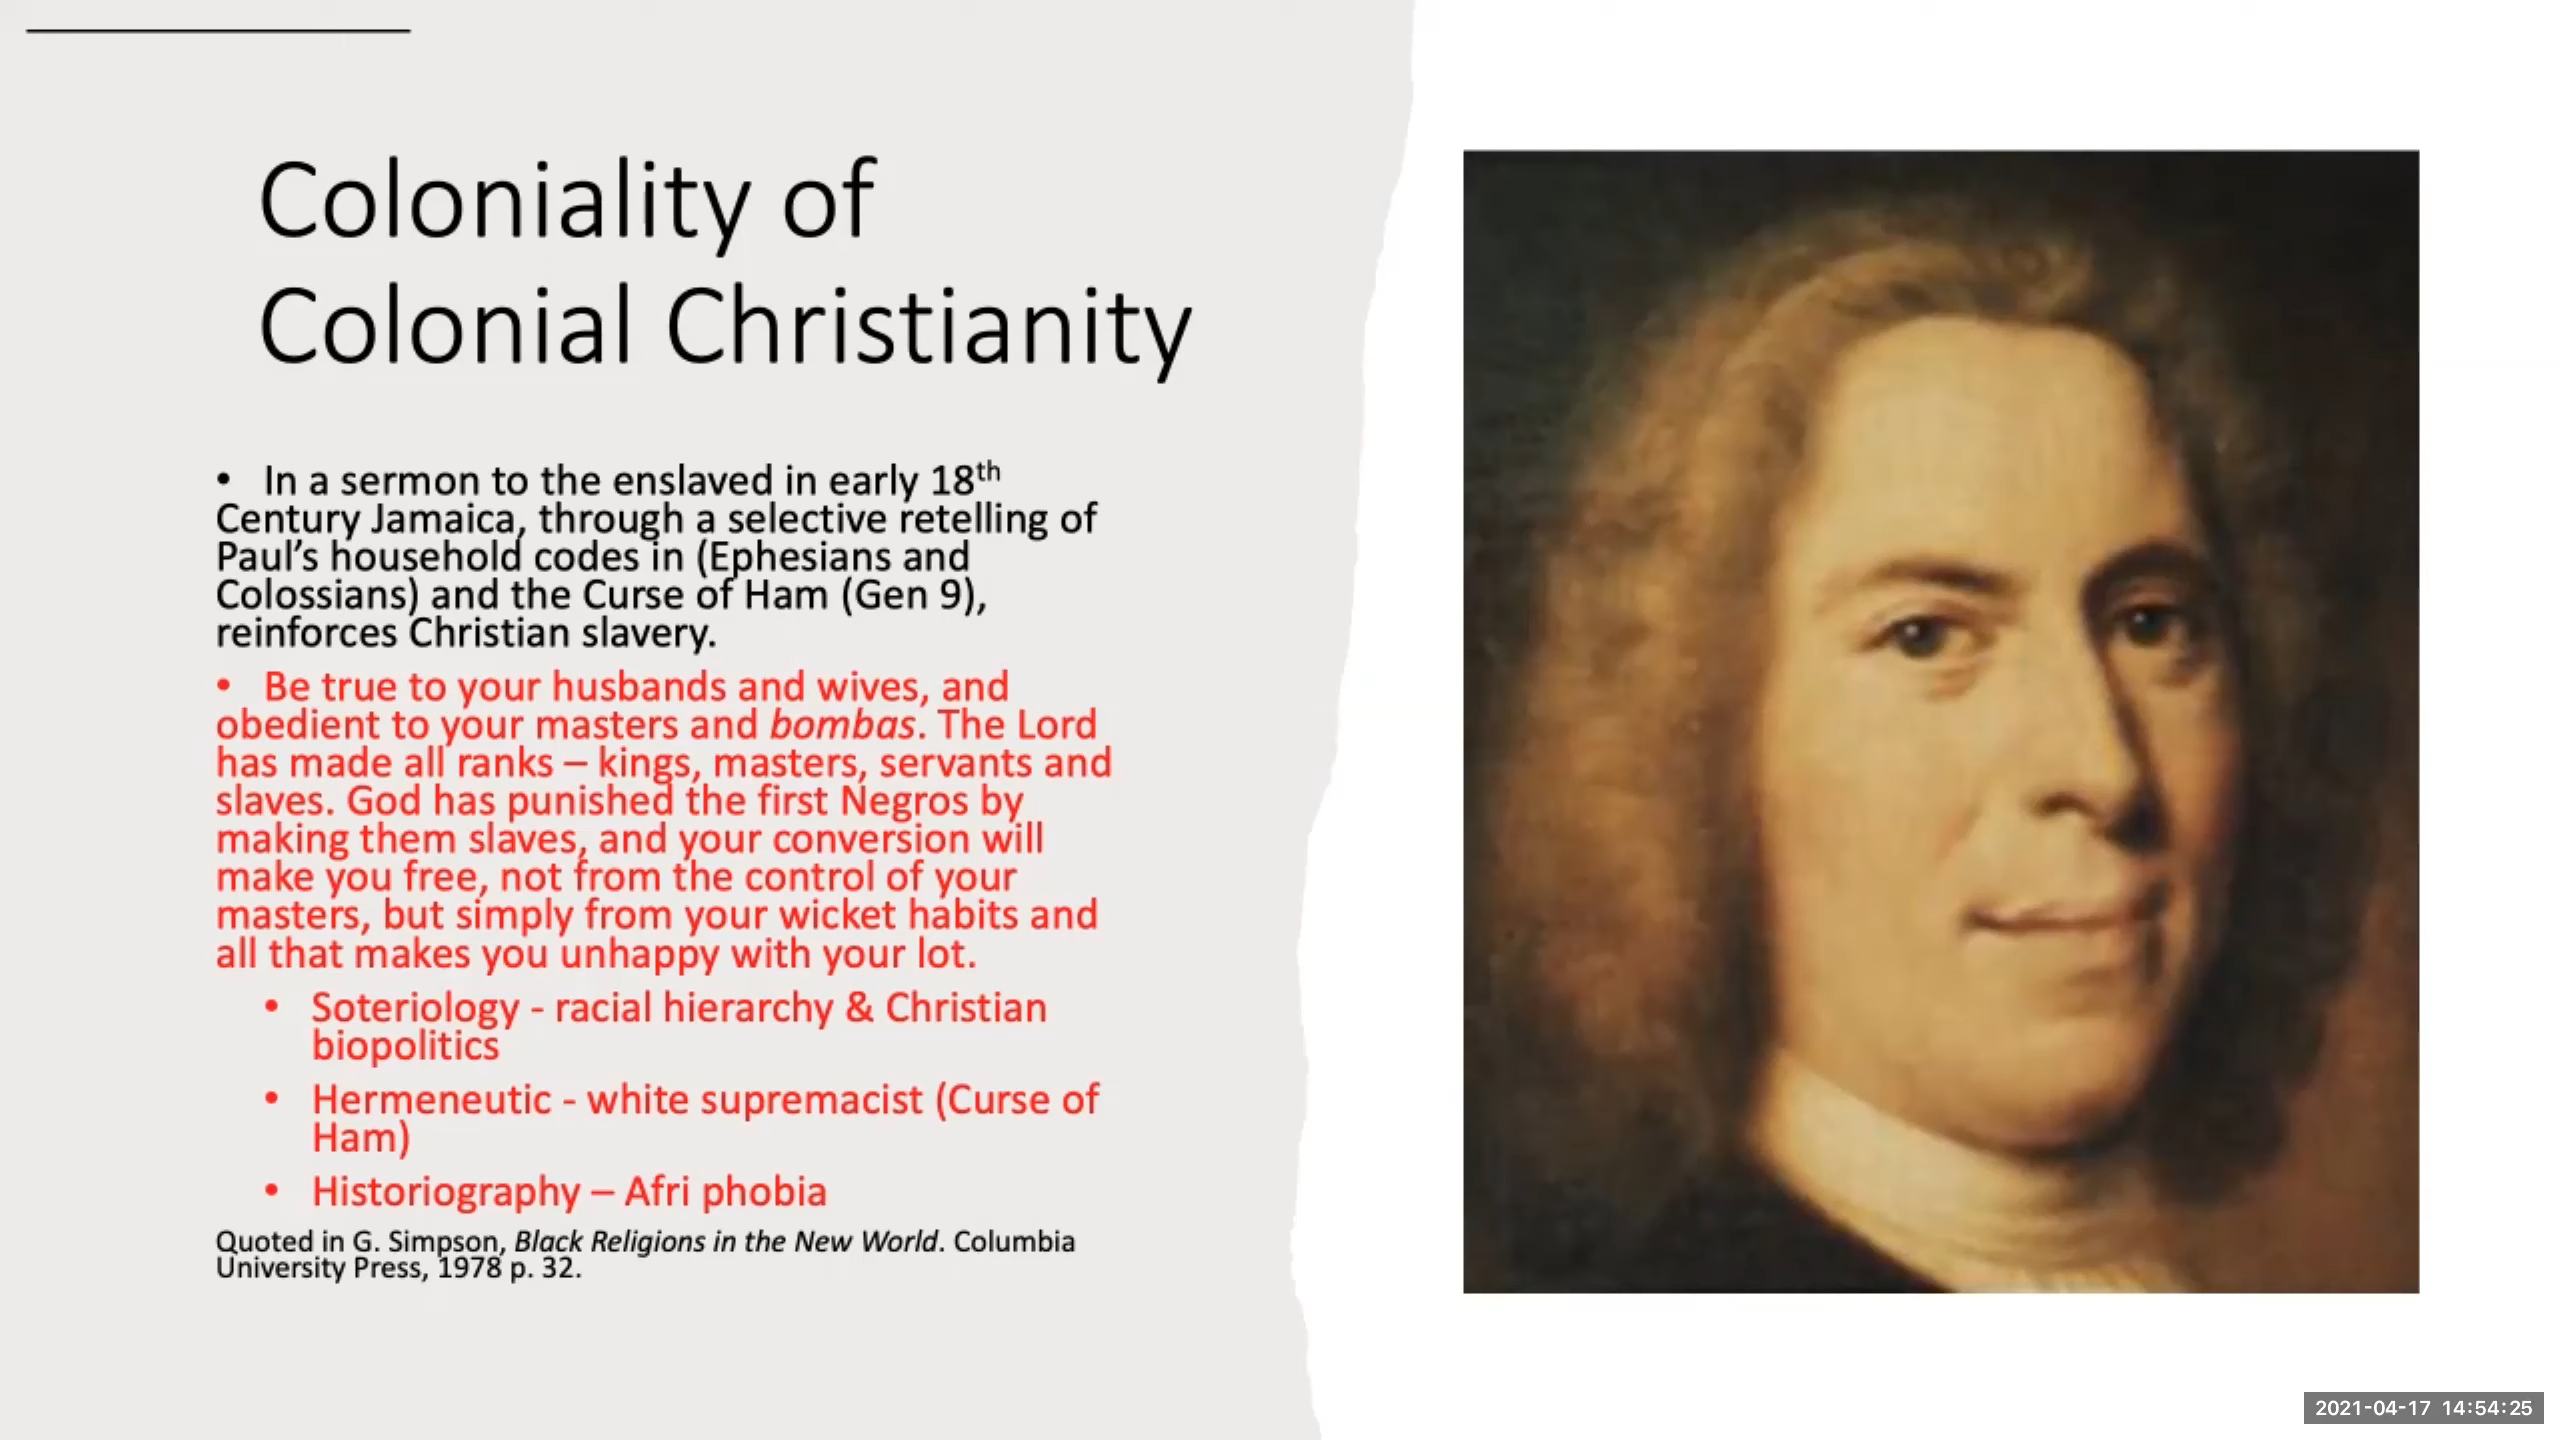 Coloniality of
Colonial Christianity
• In a sermon to the enslaved in early 18th
Century Jamaica, through a selective retelling of
Paul’s household codes in (Ephesians and
Colossians) and the Curse of Ham (Gen 9),
reinforces Christian slavery.
• Be true to your husbands and wives, and
obedient to your masters and bombas. The Lord
has made all ranks – kings, masters, servants and
slaves. God has punished the first Negros by
making them slaves, and your conversion will
make you free, not from the control of your
masters, but simply from your wicket habits and
all that makes you unhappy with your lot.
• Soteriology - racial hierarchy & Christian
biopolitics
• Hermeneutic - white supremacist (Curse of
Ham)
• Historiography – Afri phobia
Quoted in G. Simpson, Black Religions in the New World. Columbia
University Press, 1978 p. 32.
2021-04-17 14:54:25